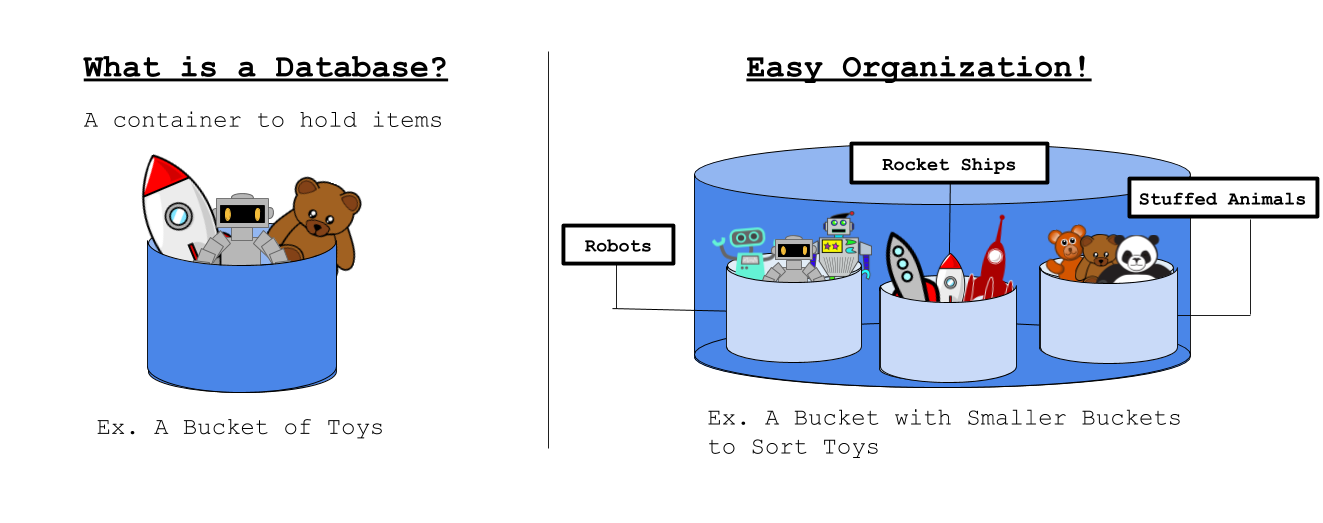 What is a Database?
A container to hold items
Ex. A Bucket of Toys
Easy Organization!
Rocket Ships
Stuffed Animals
Robots
Ex. A Bucket with Smaller Buckets
to Sort Toys